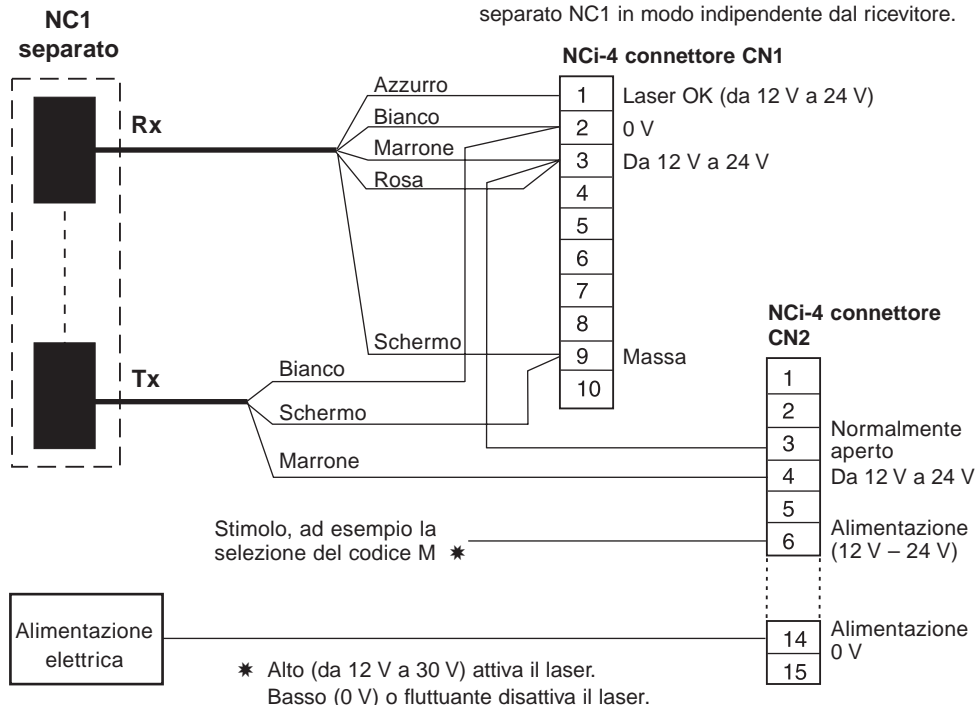 separato NC1 in modo indipendente dal ricevitore.
NC1
separato
NCi-4 connettore CN1
Rx
Azzurro
Bianco
Marrone
Rosa
Schermo
1 Laser OK (da 12 V a 24 V)
2 0 V
3 Da 12 V a 24 V
4
5
6
7
8
9 Massa
10
Tx
Bianco
Schermo
Marrone
NCi-4 connettore
CN2
1
2
3 Normalmente
aperto
4 Da 12 V a 24 V
5
6 Alimentazione
(12 V – 24 V)
Stimolo, ad esempio la
selezione del codice M ✷
14 Alimentazione
0 V
15
Alimentazione
elettrica
✷ Alto (da 12 V a 30 V) attiva il laser.
Basso (0 V) o fluttuante disattiva il laser.